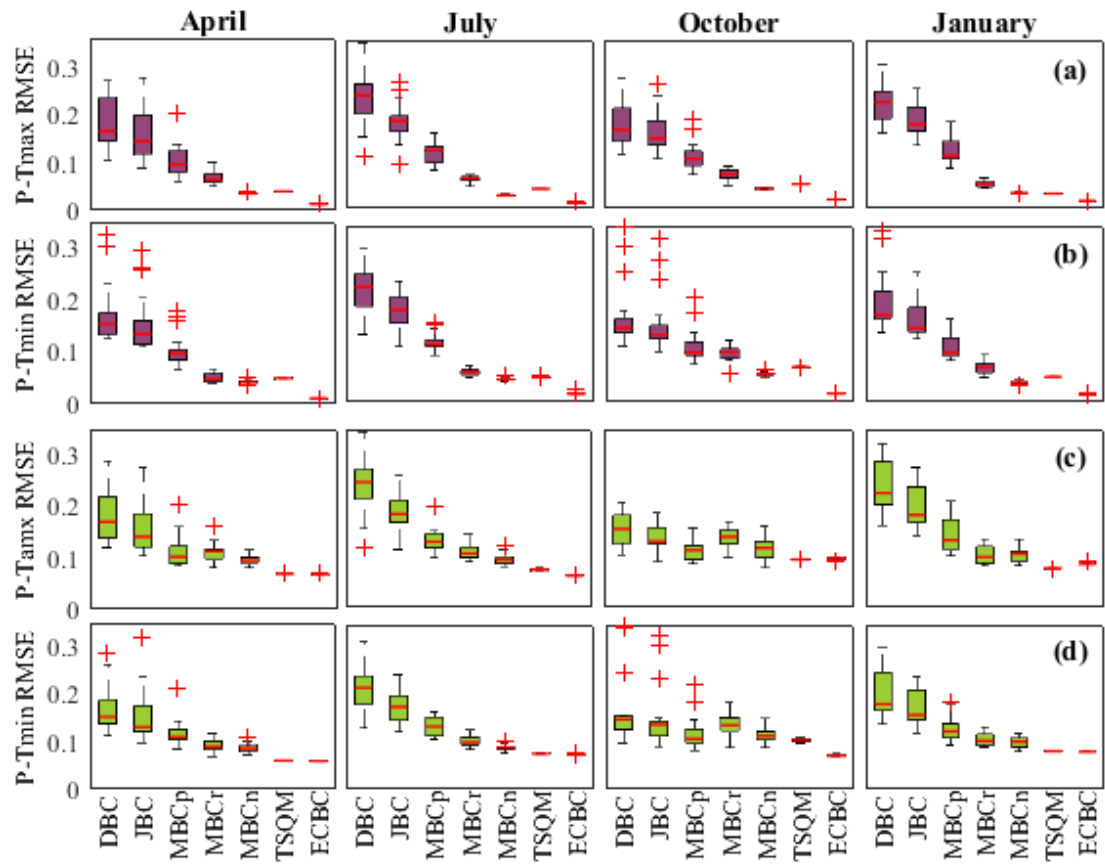 April July October January
P-Tmax RMSE
0.3
0.2
0.1
0
(a)
P-Tmin RMSE
0.3
0.2
0.1
0
(b)
P-Tamx RMSE
0.3
0.2
0.1
0
(c)
P-Tmin RMSE
0.3
0.2
0.1
0
(d)
DBC JBC MBCp MBCr MBCn TSQM ECBC DBC JBC MBCp MBCr MBCn TSQM ECBC DBC JBC MBCp MBCr MBCn TSQM ECBC DBC JBC MBCp MBCr MBCn TSQM ECBC